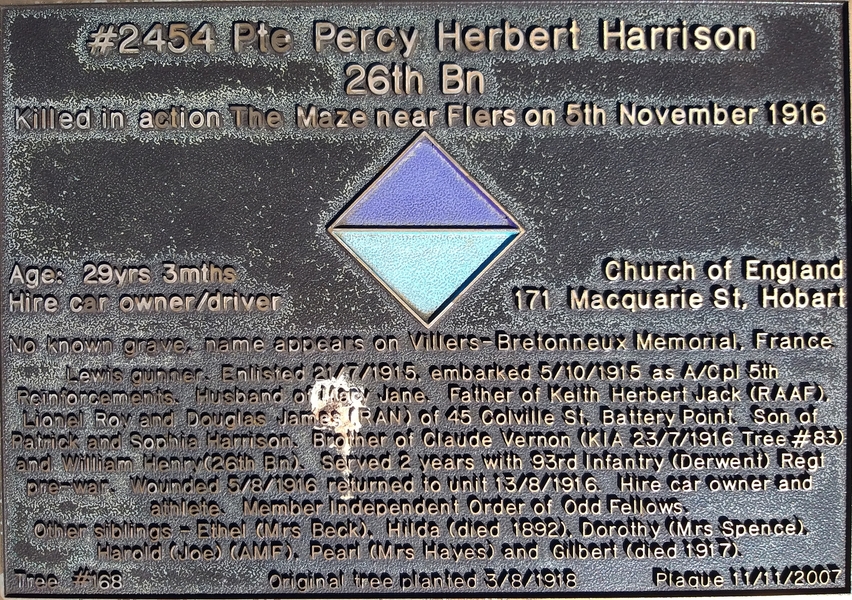 #2454 Pte Percy Herbert Harrison
26th Bn
Killed in action The Maze near Flers on 5th November 1916
Age: 29yrs 3mths
Hire car owner/driver
Church of England
171 Macquarie St, Hobart
No known grave, name appears on Villers-Bretonneux Memorial, France
Lewis gunner. Enlisted 21/7/1915, embarked 5/10/1915 as A/Cpl 5th
Reinforcements. Husband of Jane. Father of Keith Herbert Jack (RAAF),
Lionel Roy and Douglas James (RAN) of 45 Colville St, Battery Point. Son of
Patrick and Sophia Harrison. Brother of Claude Vernon (KIA 23/7/1916 Tree #83)
and William Henry(26th Bn). Served 2 years with 93rd Infantry (Derwent) Regt
pre-war. Wounded 5/8/1916 returned to unit 13/8/1916. Hire car owner and
athlete. Member Independent Order of Odd Fellows.
Other siblings - Ethel (Mrs Beck), Hilda (died 1892), Dorothy (Mrs Spence),
Harold (Joe) (AMF), Pearl (Mrs Hayes) and Gilbert (died 1917).
Tree #168
Original tree planted 3/8/1918
Plaque 11/11/2007